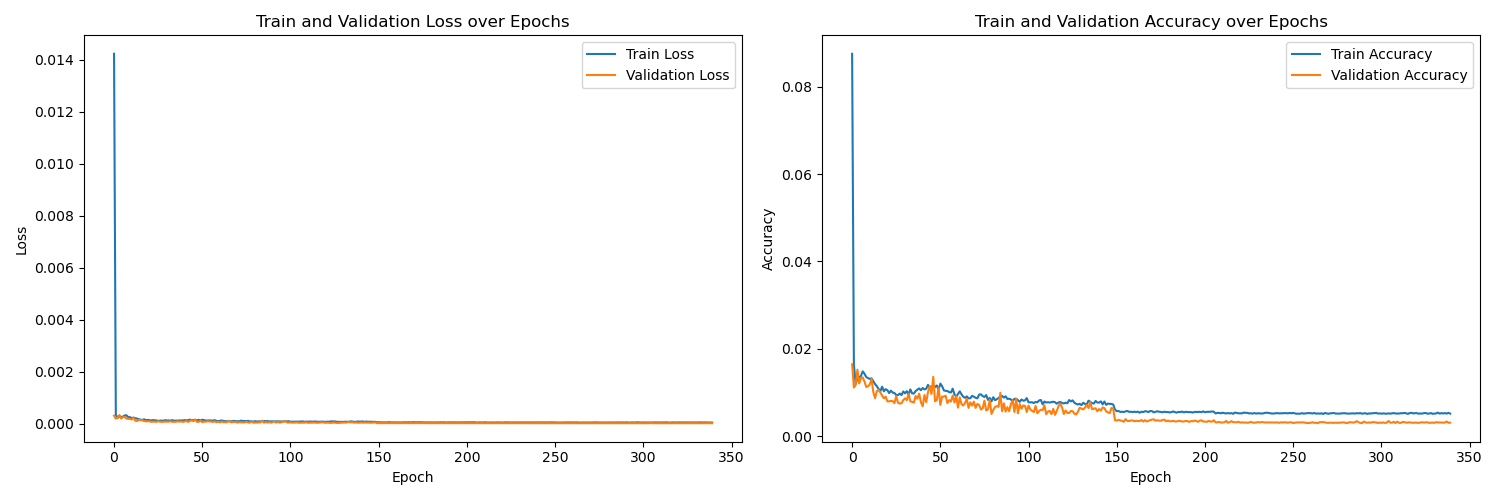 Train and Validation Loss over Epochs
Loss
0.014
0.012
0.010
0.008
0.006
0.004
0.002
0.000
Train Loss
Validation Loss
0 50 100 150 200 250 300 350
Epoch
Train and Validation Accuracy over Epochs
Accuracy
0.08
0.06
0.04
0.02
0.00
Train Accuracy
Validation Accuracy
0 50 100 150 200 250 300 350
Epoch